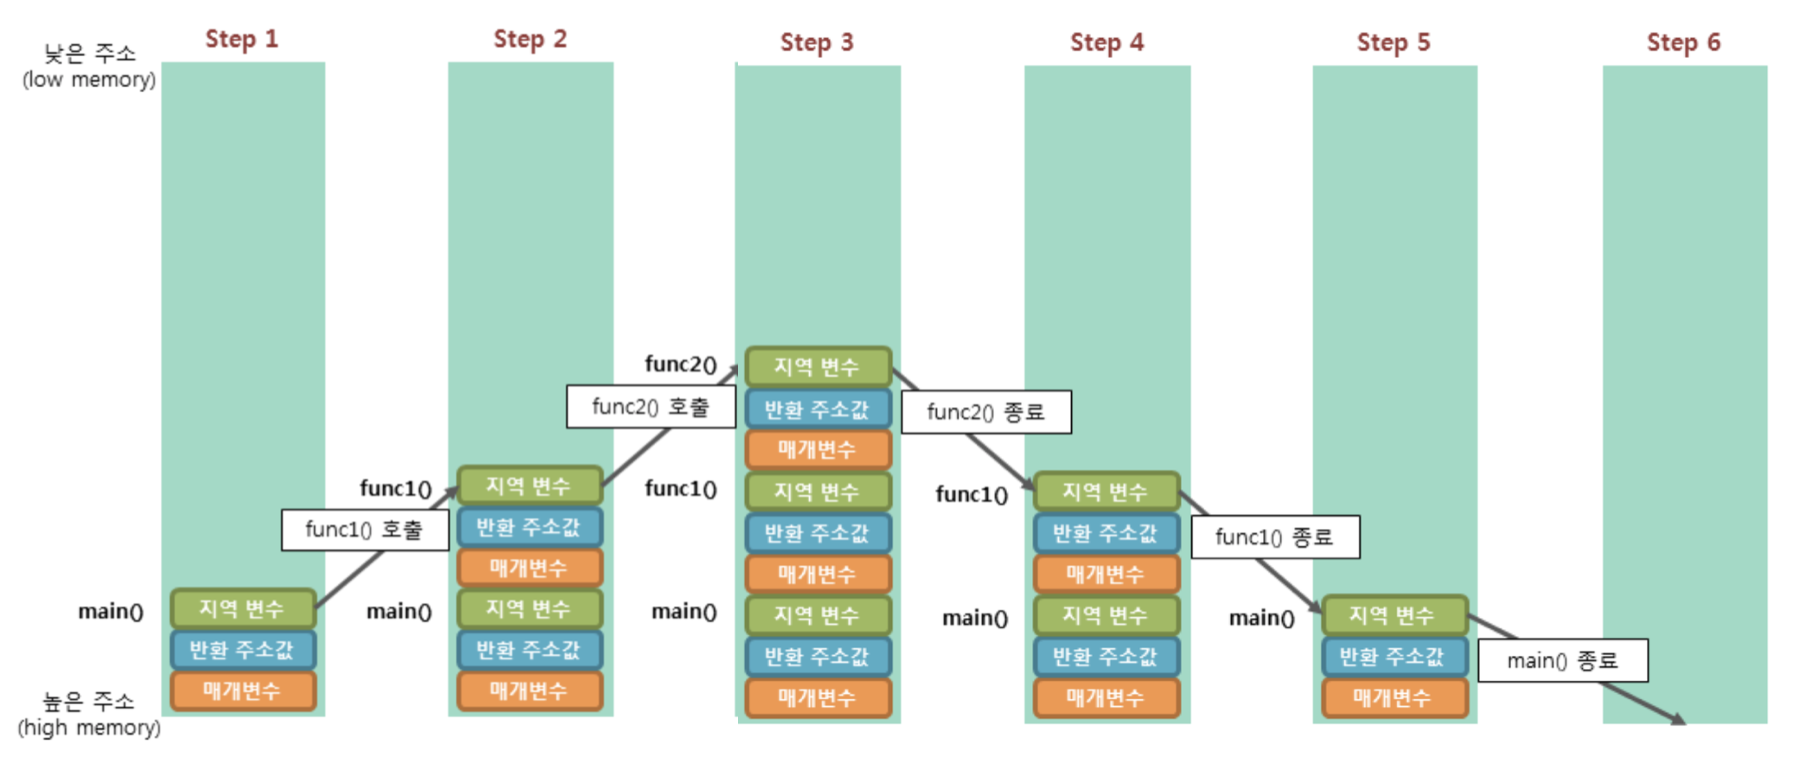 Step 1
Step 2
Step 3
Step 4
Step 5
Step 6
낮은 주소
(low memory)
높은 주소
(high memory)
main()
지역 변수
반환 주소값
매개변수
func1() 호출
func1()
지역 변수
반환 주소값
매개변수
main()
지역 변수
반환 주소값
매개변수
func2() 호출
func2()
지역 변수
반환 주소값
매개변수
func1()
지역 변수
반환 주소값
매개변수
main()
지역 변수
반환 주소값
매개변수
func2() 종료
func1()
지역 변수
반환 주소값
매개변수
main()
지역 변수
반환 주소값
매개변수
func1() 종료
main()
지역 변수
반환 주소값
매개변수
main() 종료